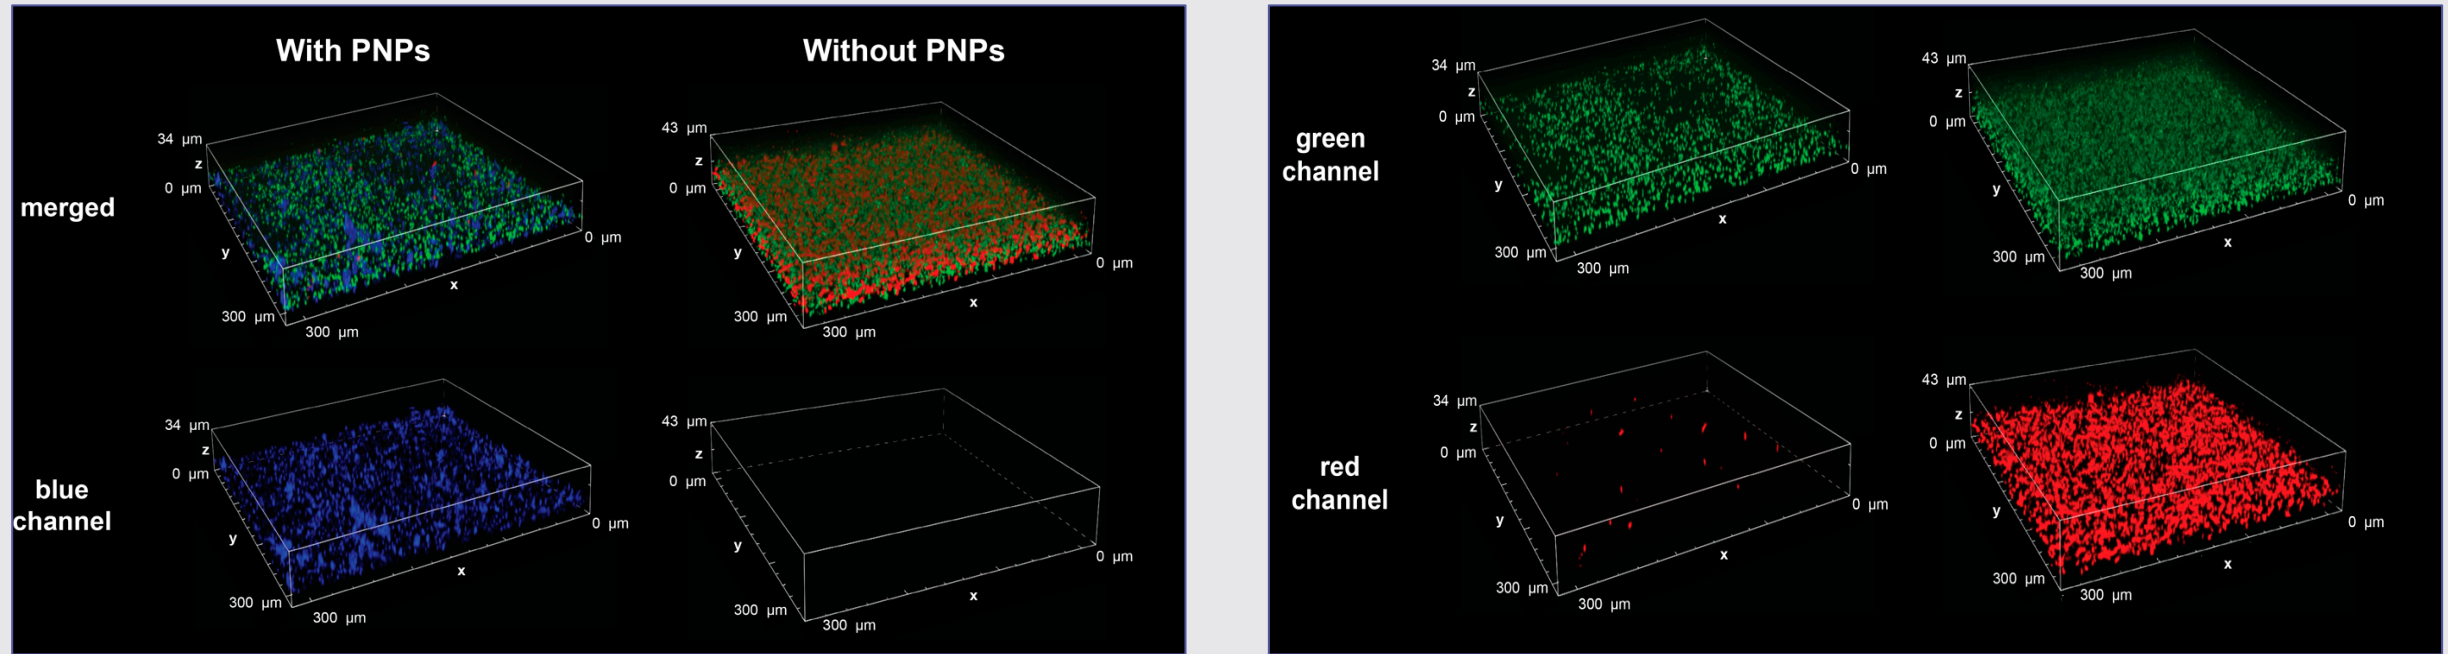 With PNPs
Without PNPs
merged
34 µm
z
0 µm
y
300 µm
300 µm
x
0 µm
43 µm
z
0 µm
y
300 µm
300 µm
x
0 µm
blue
channel
34 µm
z
0 µm
y
300 µm
300 µm
x
0 µm
43 µm
z
0 µm
y
300 µm
300 µm
x
0 µm
green
channel
34 µm
z
0 µm
y
300 µm
300 µm
x
0 µm
43 µm
z
0 µm
y
300 µm
300 µm
x
0 µm
red
channel
34 µm
z
0 µm
y
300 µm
300 µm
x
0 µm
43 µm
z
0 µm
y
300 µm
300 µm
x
0 µm